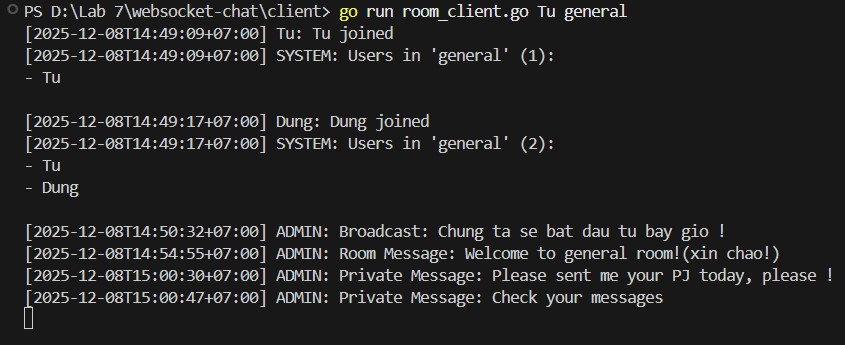 PS D:\Lab 7\websocket-chat\client> go run room_client.go Tu general
[2025-12-08T14:49:09+07:00] Tu: Tu joined
[2025-12-08T14:49:09+07:00] SYSTEM: Users in 'general' (1):
- Tu
[2025-12-08T14:49:17+07:00] Dung: Dung joined
[2025-12-08T14:49:17+07:00] SYSTEM: Users in 'general' (2):
- Tu
- Dung
[2025-12-08T14:50:32+07:00] ADMIN: Broadcast: Chung ta se bat dau tu bay gio !
[2025-12-08T14:54:55+07:00] ADMIN: Room Message: Welcome to general room!(xin chao!)
[2025-12-08T15:00:30+07:00] ADMIN: Private Message: Please sent me your PJ today, please !
[2025-12-08T15:00:47+07:00] ADMIN: Private Message: Check your messages